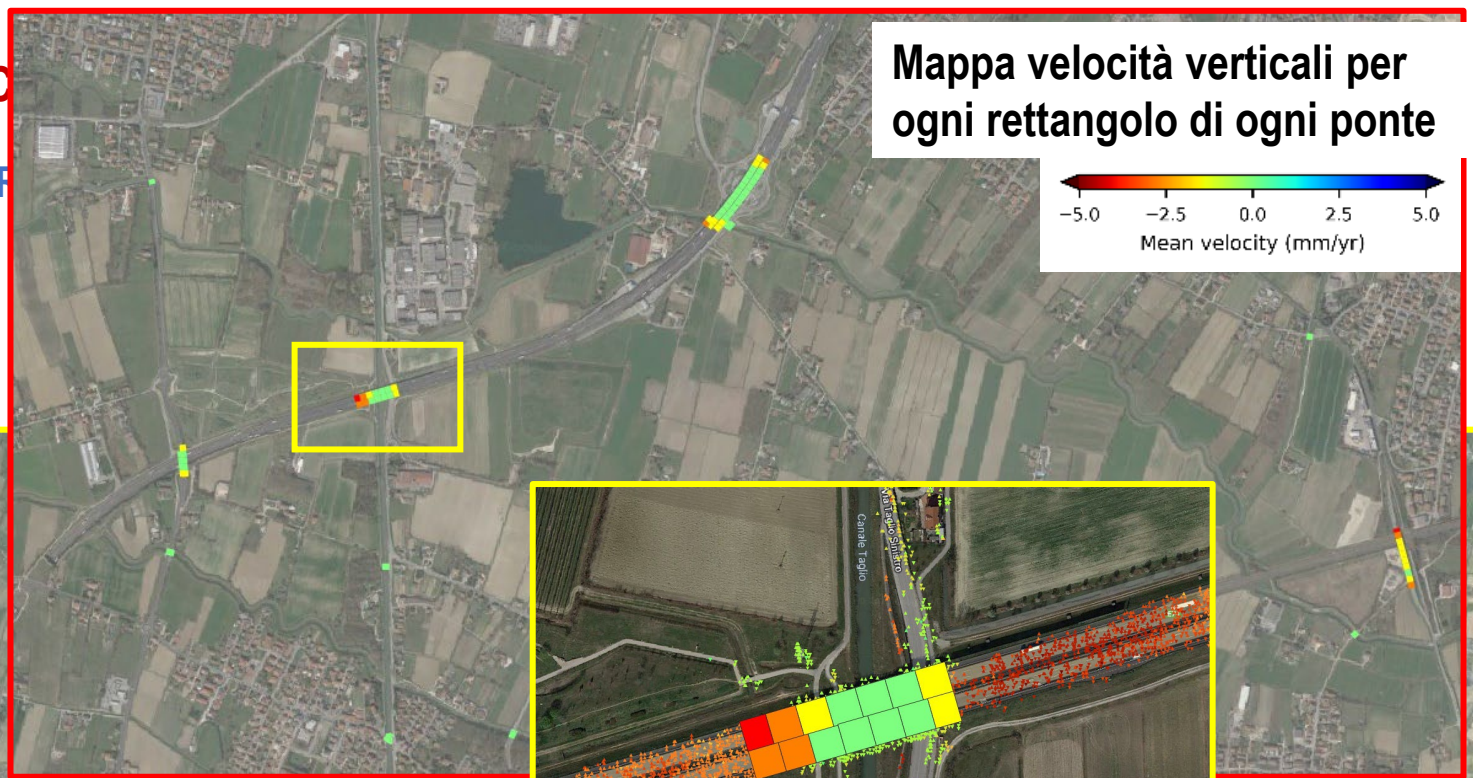 Mappa velocità verticali per
ogni rettangolo di ogni ponte
−5.0 −2.5 0.0 2.5 5.0
Mean velocity (mm/yr)
Via Taglio Sinistro
Canale Taglio